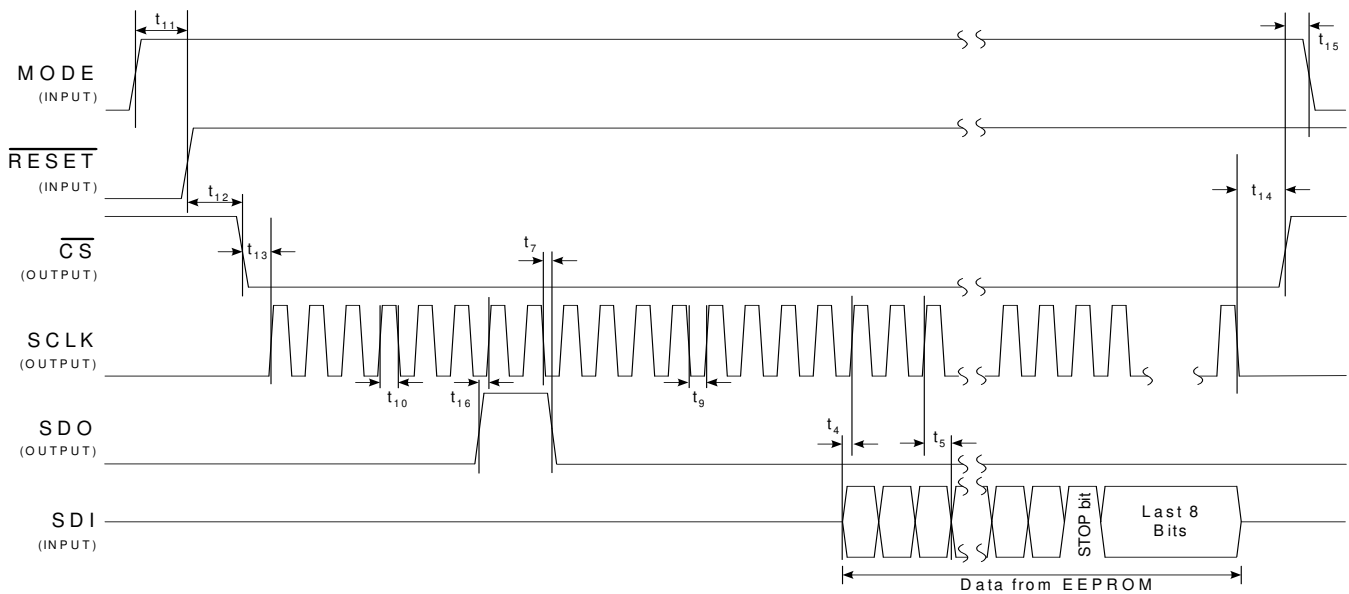 t11
t15
MODE
(INPUT)
RESET
(INPUT)
t12
t14
CS
(OUTPUT)
t13
t7
SCLK
(OUTPUT)
t10
t16
t9
SDO
(OUTPUT)
t4
t5
SDI
(INPUT)
STOP bit
Last 8
Bits
Data from EEPROM